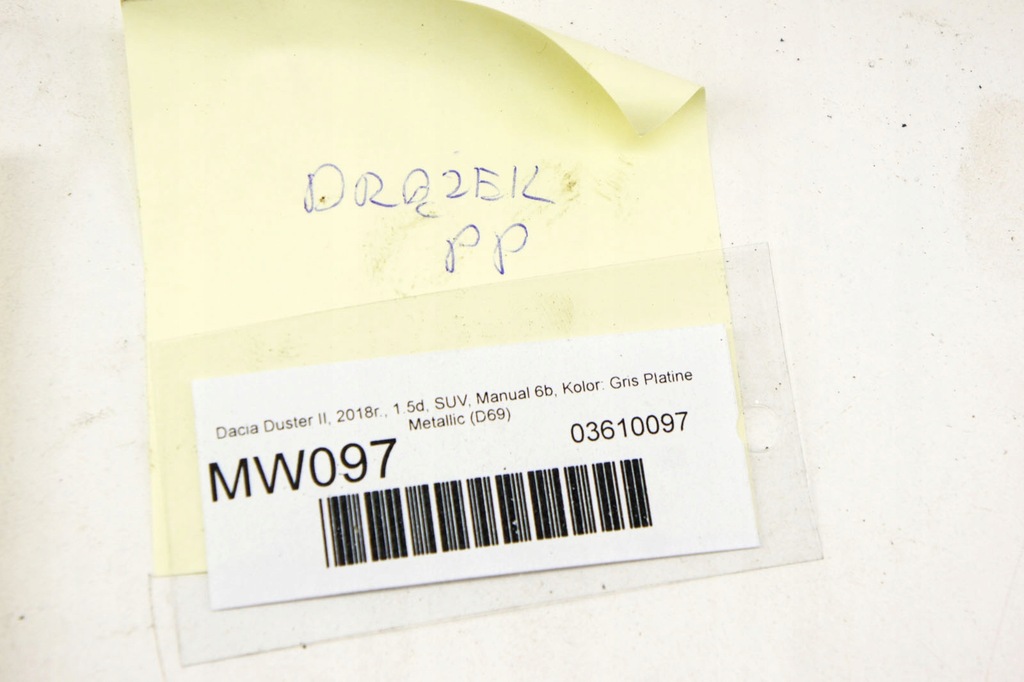 DRĄŻEK
PP
Dacia Duster II, 2018r., 1.5d, SUV, Manual 6b, Kolor: Gris Platine
Metallic (D69)
MW097
03610097